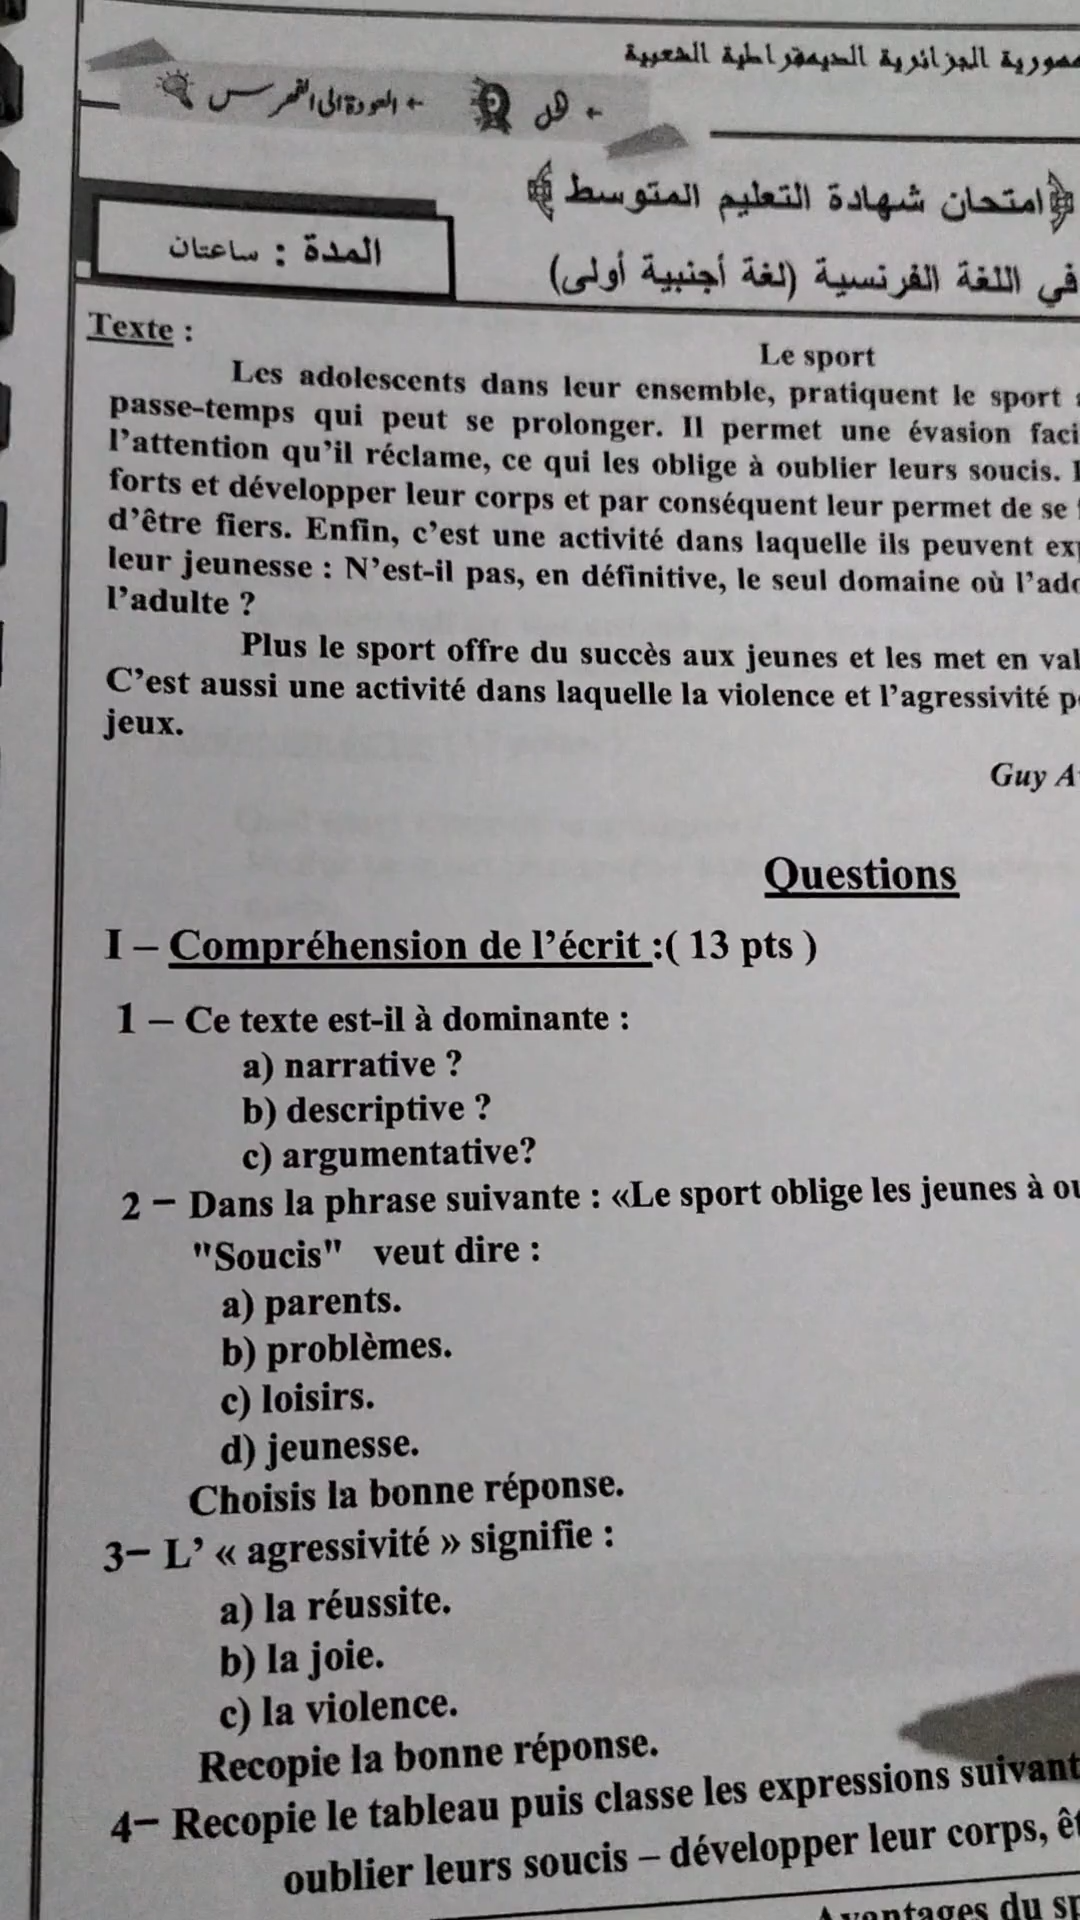 الجزائرية الديمقراطية الشعبية
← حل ← العودة إلى الفهرس
امتحان شهادة التعليم المتوسط
المدة : ساعتان
في اللغة الفرنسية (لغة أجنبية أولى)
Texte :
Le sport
Les adolescents dans leur ensemble, pratiquent le sport
passe-temps qui peut se prolonger. Il permet une évasion
l'attention qu'il réclame, ce qui les oblige à oublier leurs soucis.
forts et développer leur corps et par conséquent leur permet de se
d'être fiers. Enfin, c'est une activité dans laquelle ils peuvent
leur jeunesse : N'est-il pas, en définitive, le seul domaine où
l'adulte ?
Plus le sport offre du succès aux jeunes et les met en
C'est aussi une activité dans laquelle la violence et l'agressivité
jeux.
Guy
Questions
I – Compréhension de l'écrit :( 13 pts )
1 – Ce texte est-il à dominante :
a) narrative ?
b) descriptive ?
c) argumentative?
2 – Dans la phrase suivante : «Le sport oblige les jeunes à
"Soucis" veut dire :
a) parents.
b) problèmes.
c) loisirs.
d) jeunesse.
Choisis la bonne réponse.
3– L' « agressivité » signifie :
a) la réussite.
b) la joie.
c) la violence.
Recopie la bonne réponse.
4– Recopie le tableau puis classe les expressions
oublier leurs soucis – développer leur corps,
Avantages du